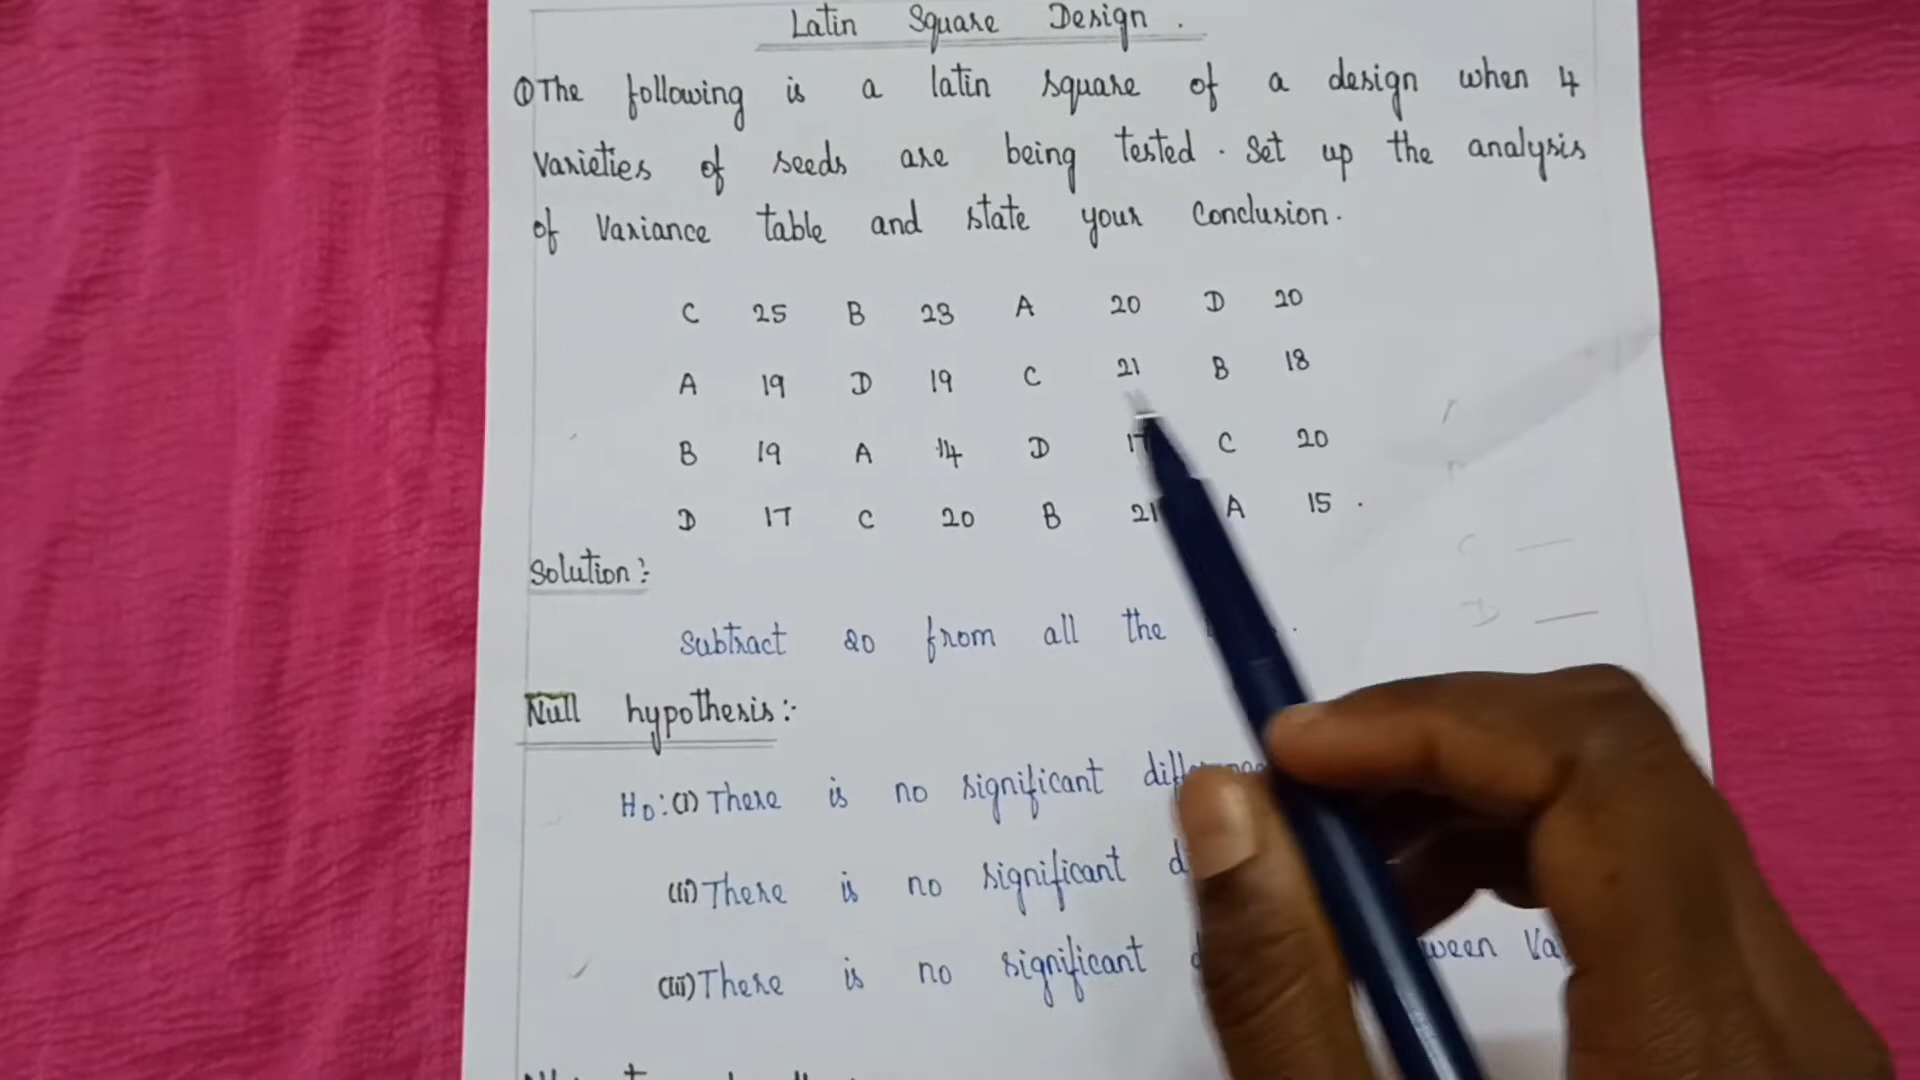 Latin Square Design.
① The following is a latin square of a design when 4
Varieties of seeds are being tested. Set up the analysis
of Variance table and state your Conclusion.
C 25 B 23 A 20 D 20
A 19 D 19 C 21 B 18
B 19 A 14 D 17 C 20
D 17 C 20 B 21 A 15.
Solution:-
Subtract 20 from all the
Null hypothesis:-
H0: (i) There is no significant
(ii) There is no significant
(iii) There is no significant